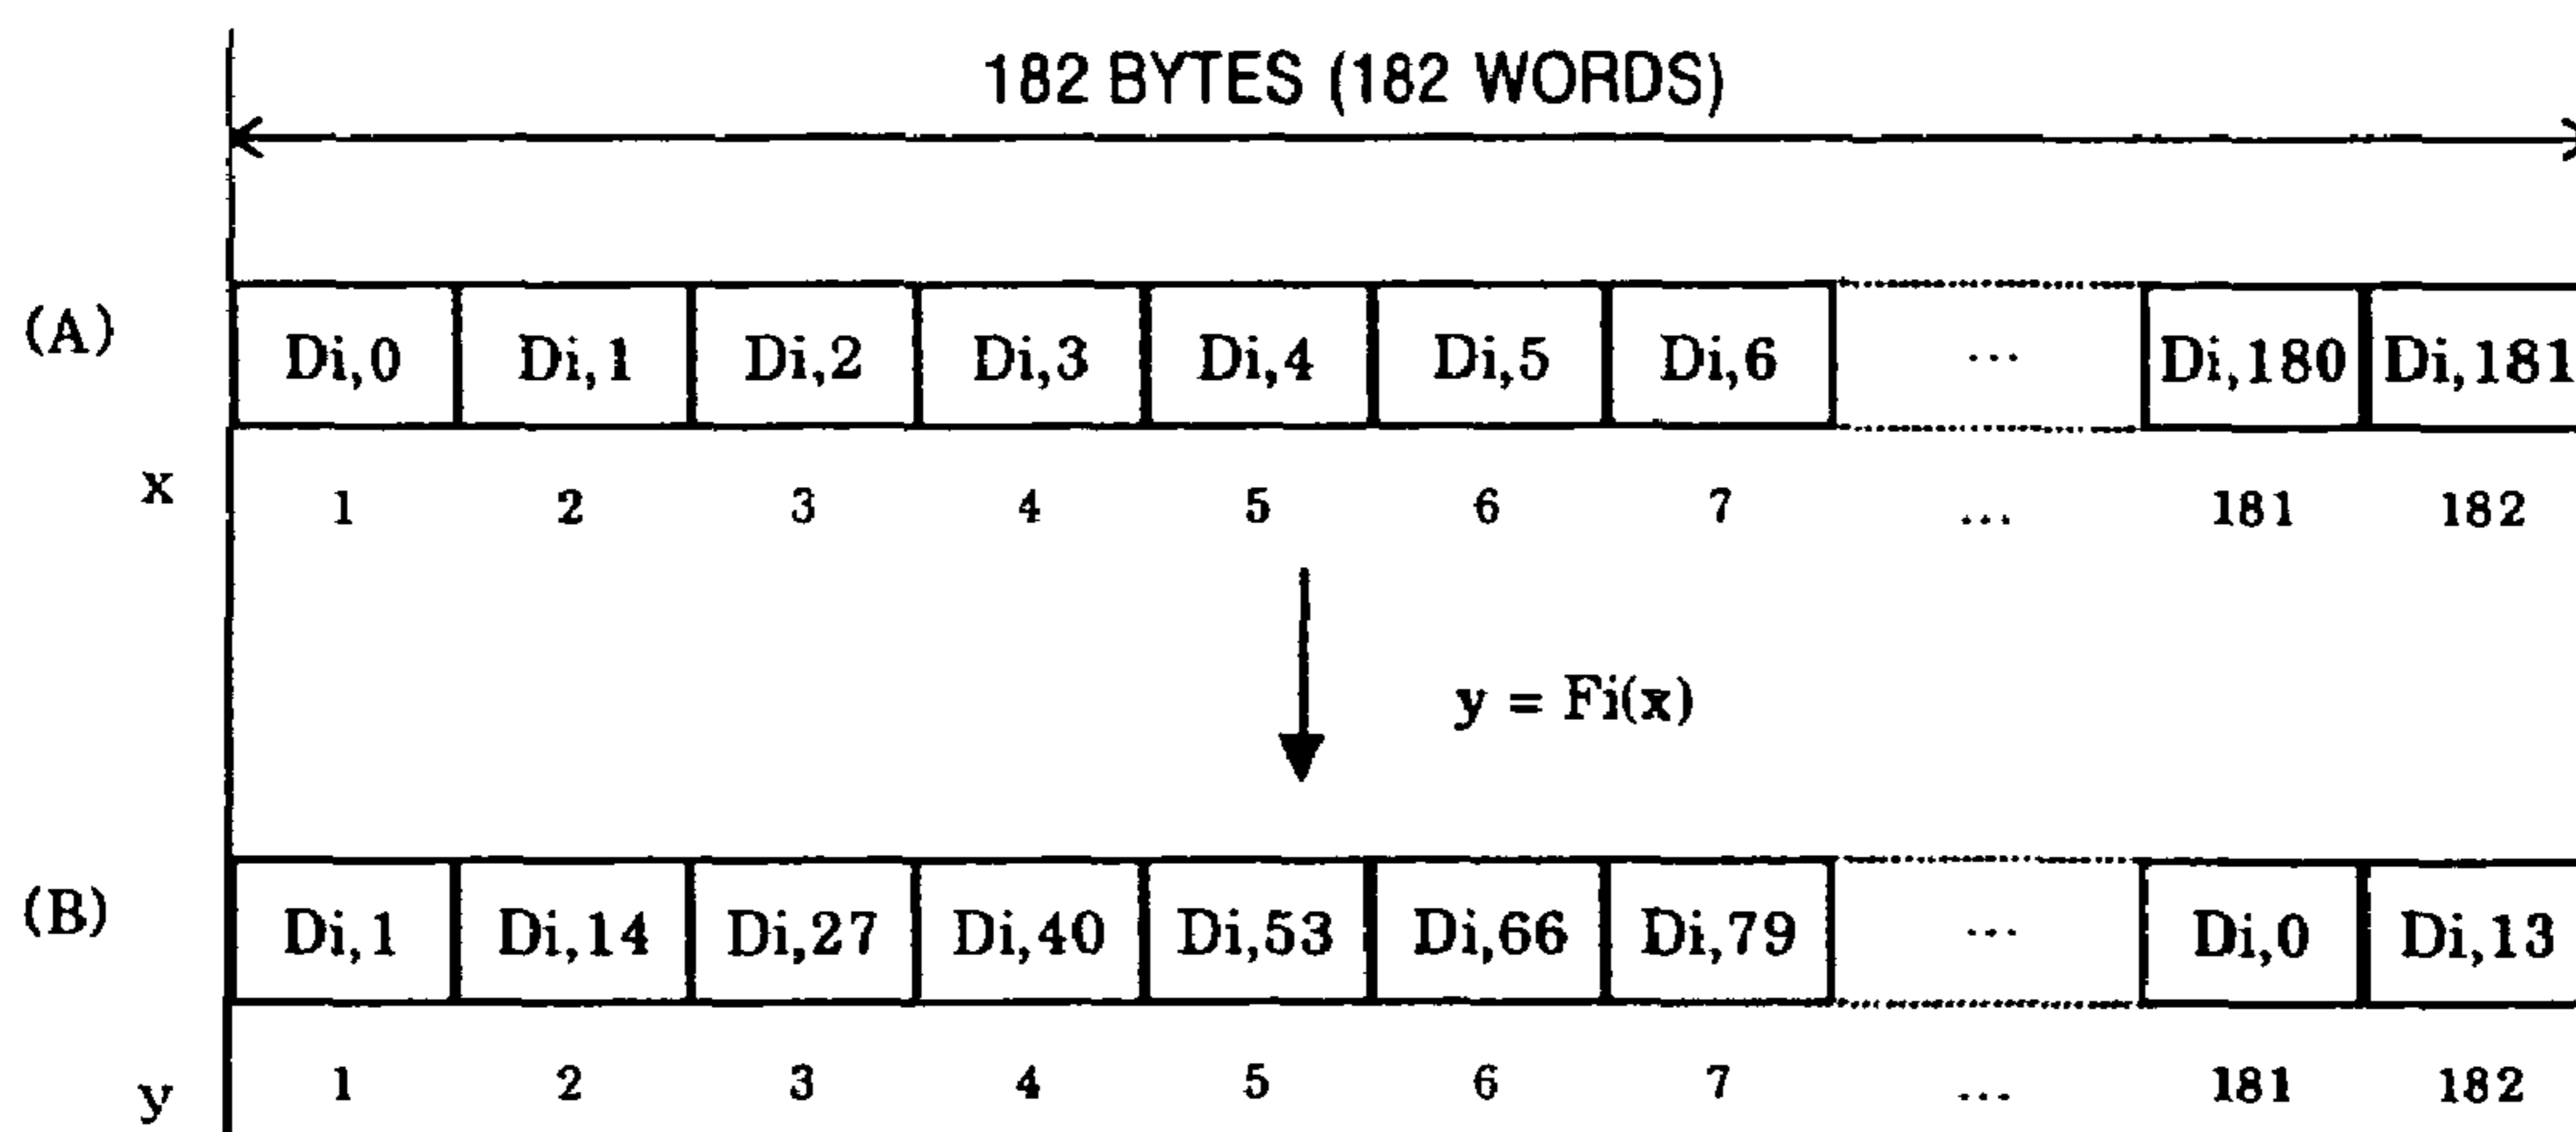 182 BYTES (182 WORDS)
(A) Di,0 Di,1 Di,2 Di,3 Di,4 Di,5 Di,6 ... Di,180 Di,181
x 1 2 3 4 5 6 7 ... 181 182
y = Fi(x)
(B) Di,1 Di,14 Di,27 Di,40 Di,53 Di,66 Di,79 ... Di,0 Di,13
y 1 2 3 4 5 6 7 ... 181 182